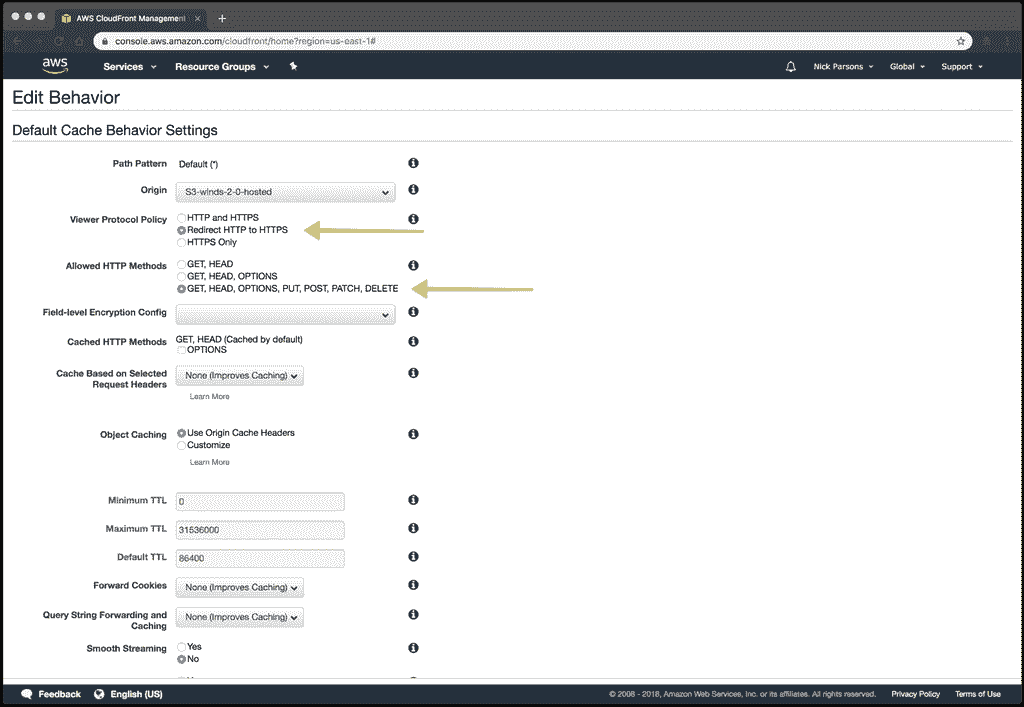 AWS CloudFront Management
console.aws.amazon.com/cloudfront/home?region=us-east-1#
aws
Services
Resource Groups
Nick Parsons
Global
Support
Edit Behavior
Default Cache Behavior Settings
Path Pattern Default (*)
Origin S3-winds-2-0-hosted
Viewer Protocol Policy HTTP and HTTPS
Redirect HTTP to HTTPS
HTTPS Only
Allowed HTTP Methods GET, HEAD
GET, HEAD, OPTIONS
GET, HEAD, OPTIONS, PUT, POST, PATCH, DELETE
Field-level Encryption Config
Cached HTTP Methods GET, HEAD (Cached by default)
OPTIONS
Cache Based on Selected
Request Headers
None (Improves Caching)
Learn More
Object Caching Use Origin Cache Headers
Customize
Learn More
Minimum TTL 0
Maximum TTL 31536000
Default TTL 86400
Forward Cookies None (Improves Caching)
Query String Forwarding and
Caching
None (Improves Caching)
Smooth Streaming Yes
No
Feedback
English (US)
© 2008 - 2018, Amazon Web Services, Inc. or its affiliates. All rights reserved.
Privacy Policy
Terms of Use